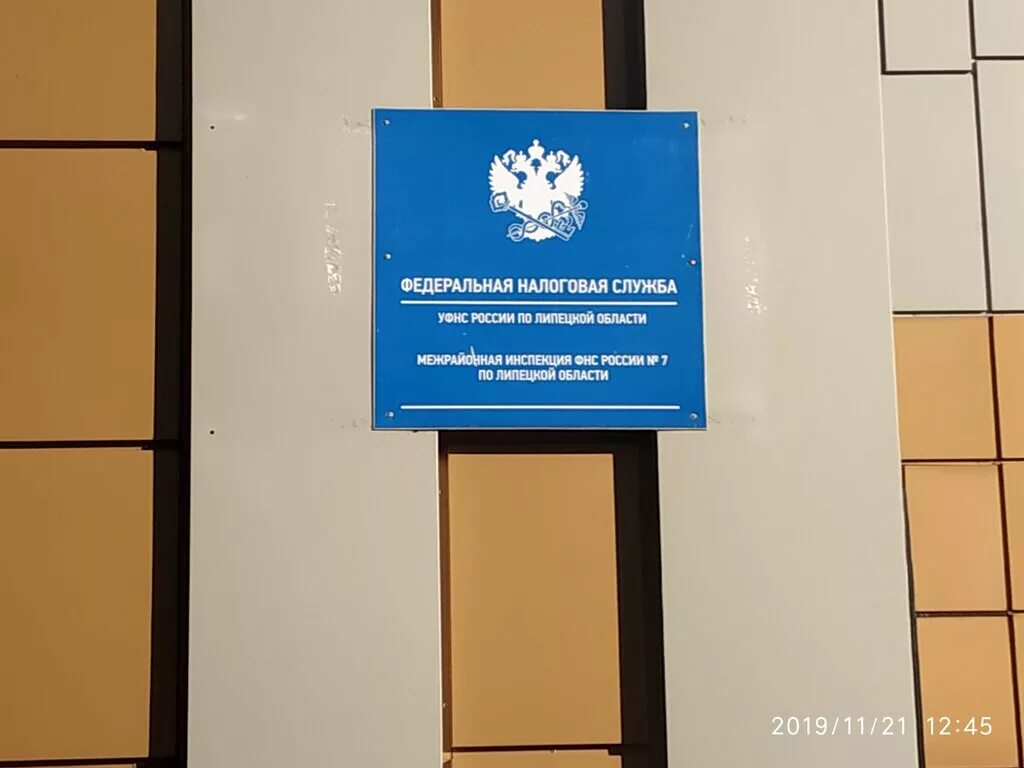 ФЕДЕРАЛЬНАЯ НАЛОГОВАЯ СЛУЖБА
УФНС РОССИИ ПО ЛИПЕЦКОЙ ОБЛАСТИ
МЕЖРАЙОННАЯ ИНСПЕКЦИЯ ФНС РОССИИ № 7
ПО ЛИПЕЦКОЙ ОБЛАСТИ
2019/11/21 12:45